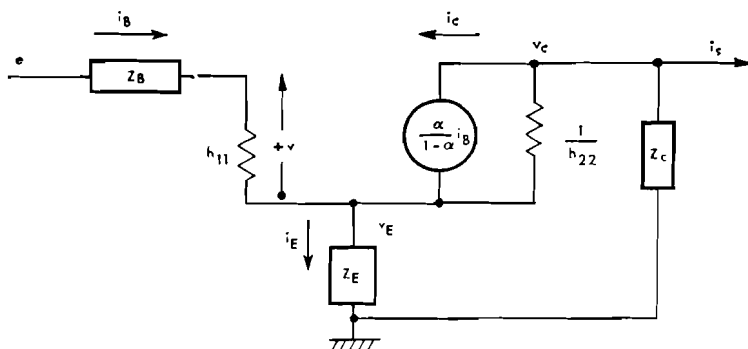 i_B
i_C
v_C
i_s
e
Z_B
h_11
+v
α/(1-α) i_B
1/h_22
Z_C
i_E
v_E
Z_E